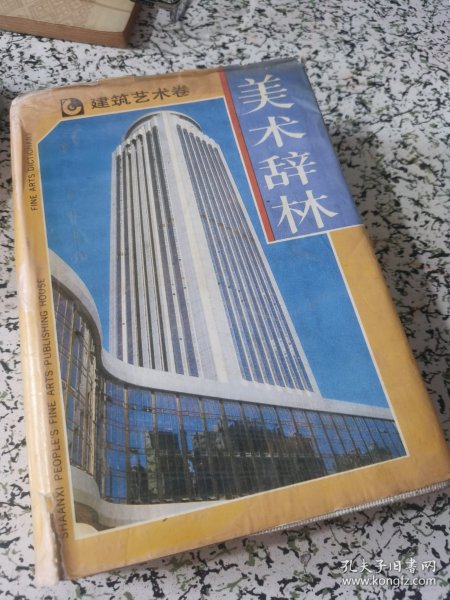 建筑艺术卷
美术辞林
FINE ARTS DICTIONARY
SHAANXI PEOPLE'S FINE ARTS PUBLISHING HOUSE
孔夫子旧书网
www.kongfz.com